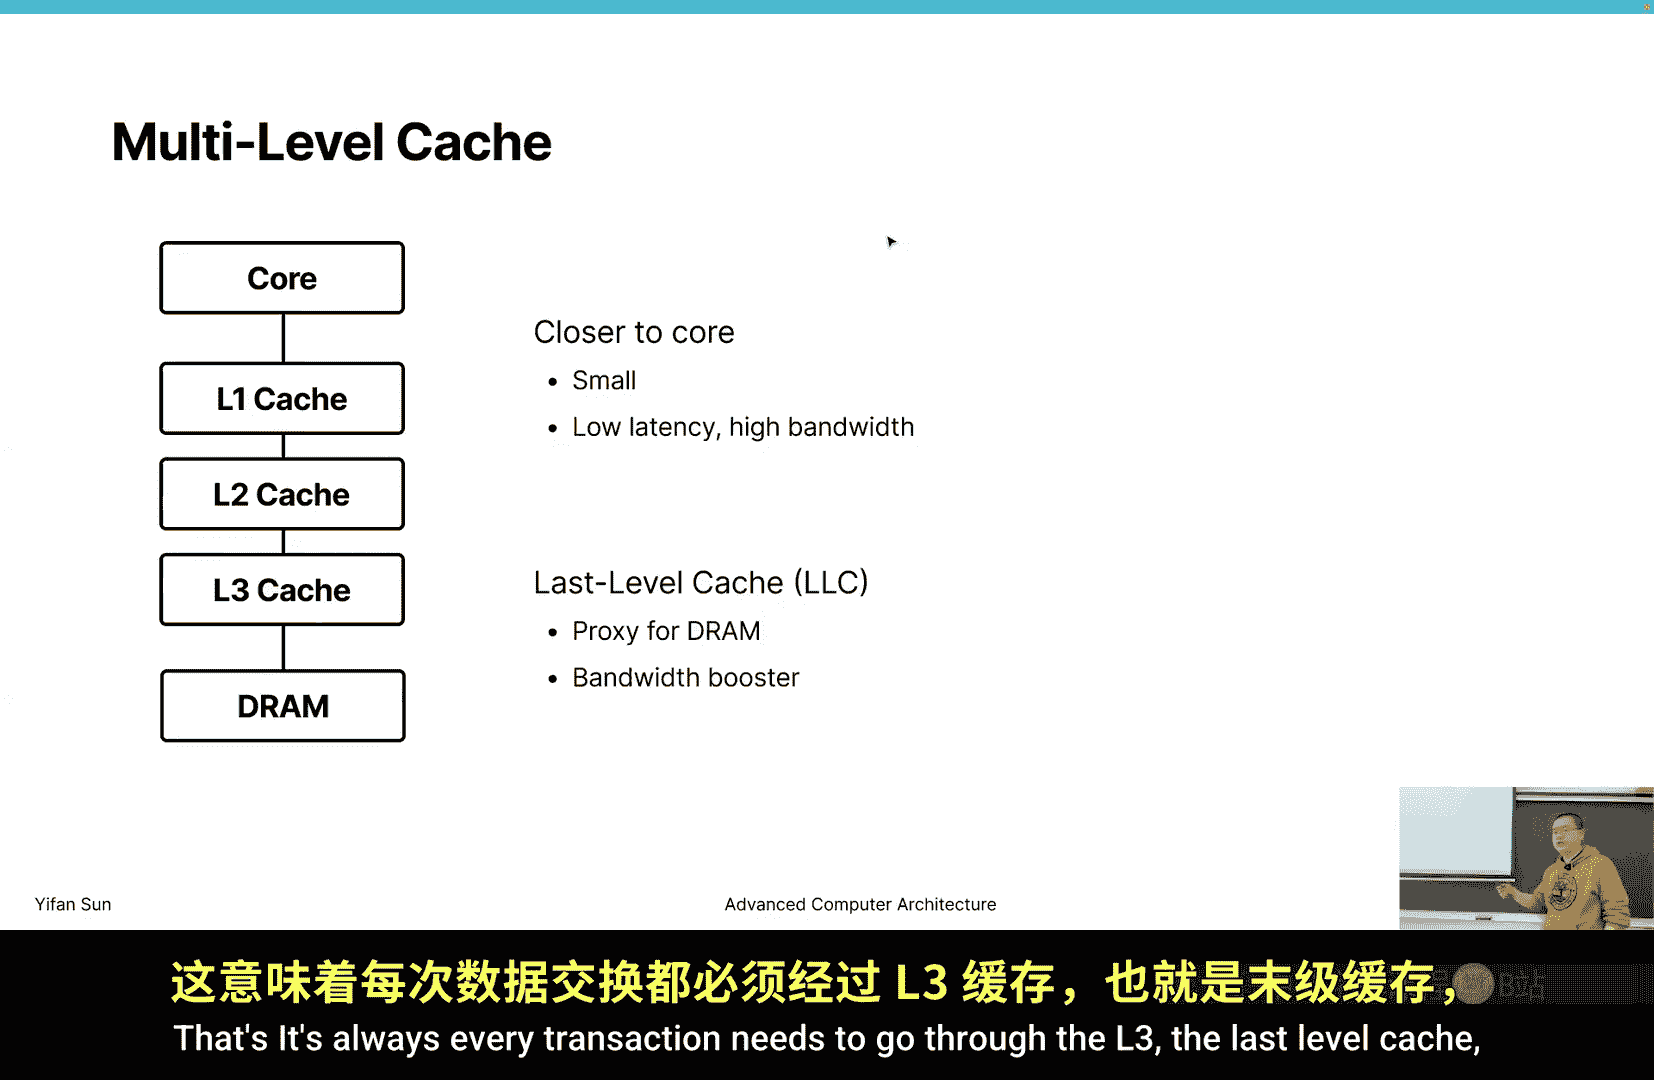 Multi-Level Cache
Core
L1 Cache
L2 Cache
L3 Cache
DRAM
Closer to core
• Small
• Low latency, high bandwidth
Last-Level Cache (LLC)
• Proxy for DRAM
• Bandwidth booster
Yifan Sun
Advanced Computer Architecture
这意味着每次数据交换都必须经过 L3 缓存，也就是末级缓存，
That's It's always every transaction needs to go through the L3, the last level cache,